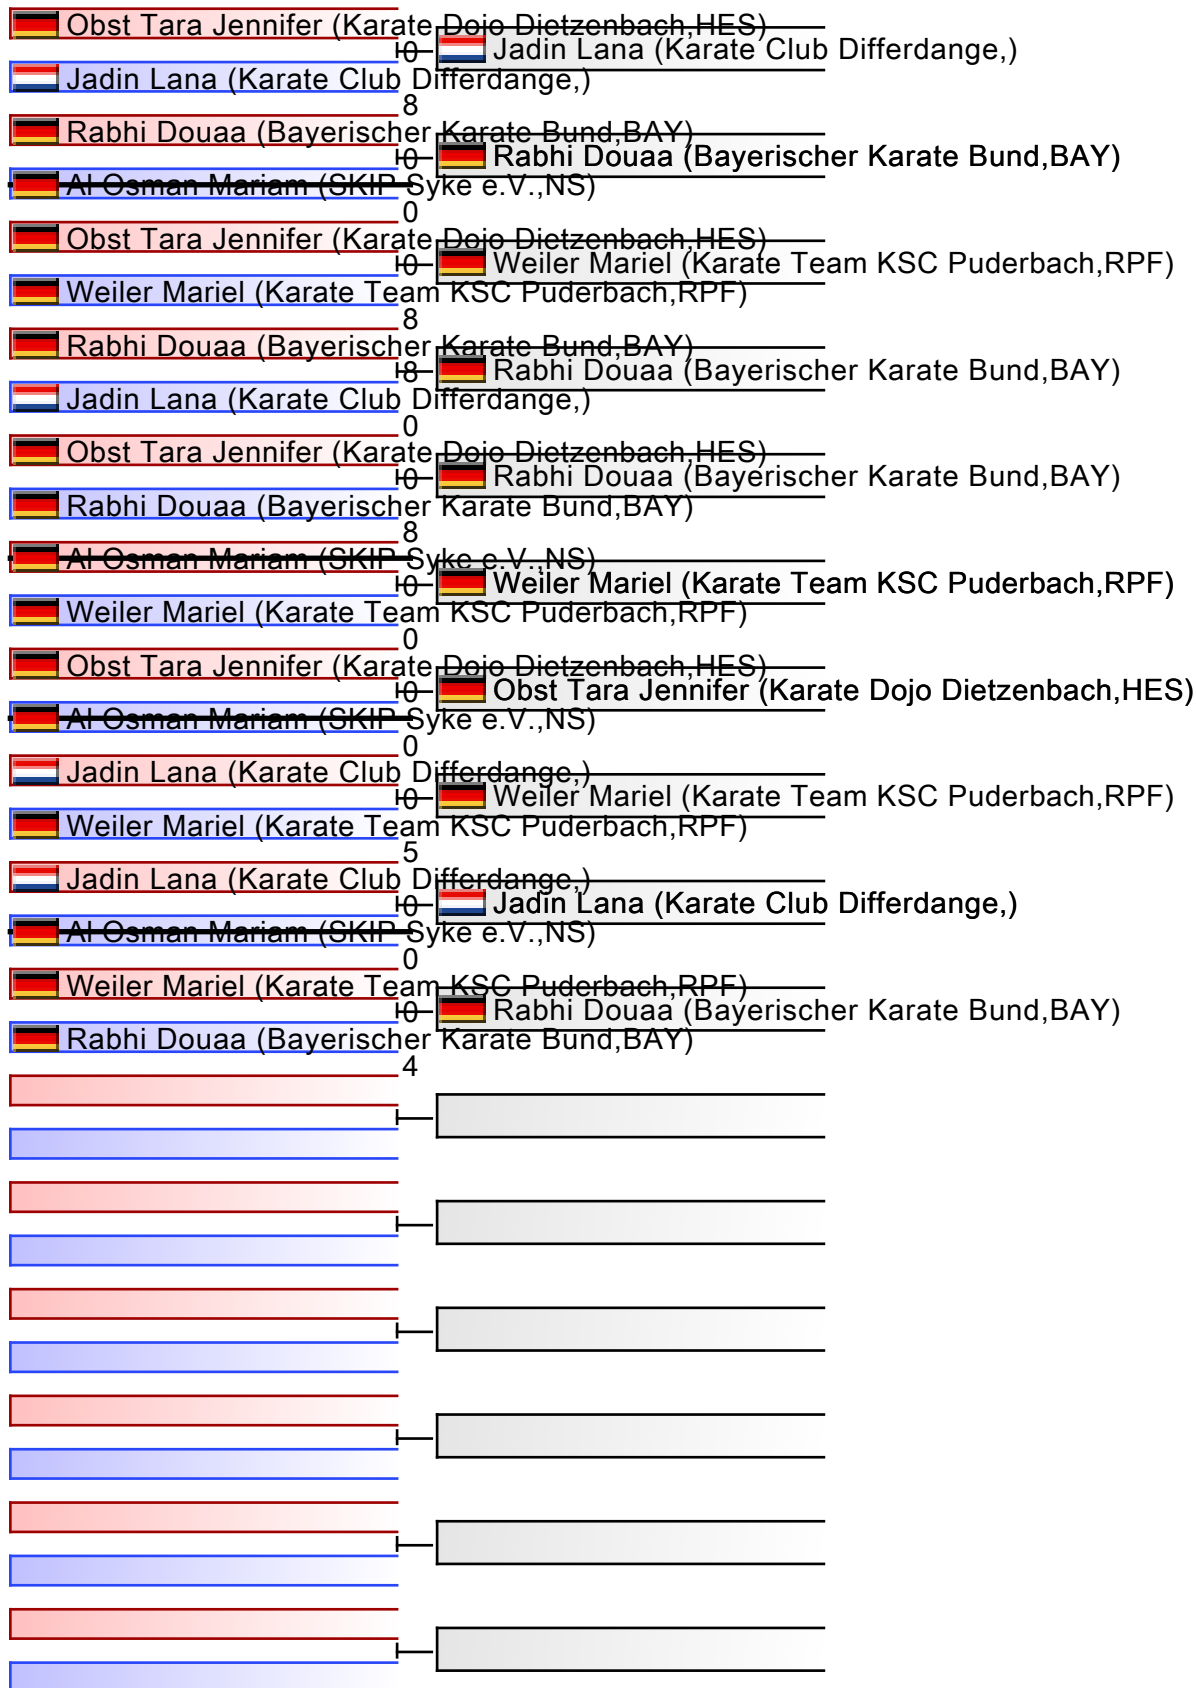 Obst Tara Jennifer (Karate Dojo Dietzenbach,HES)
0
Jadin Lana (Karate Club Differdange,)
Jadin Lana (Karate Club Differdange,)
8
Rabhi Douaa (Bayerischer Karate Bund,BAY)
0
Rabhi Douaa (Bayerischer Karate Bund,BAY)
Al Osman Mariam (SKIP Syke e.V.,NS)
0
Obst Tara Jennifer (Karate Dojo Dietzenbach,HES)
0
Weiler Mariel (Karate Team KSC Puderbach,RPF)
Weiler Mariel (Karate Team KSC Puderbach,RPF)
8
Rabhi Douaa (Bayerischer Karate Bund,BAY)
8
Rabhi Douaa (Bayerischer Karate Bund,BAY)
Jadin Lana (Karate Club Differdange,)
0
Obst Tara Jennifer (Karate Dojo Dietzenbach,HES)
0
Rabhi Douaa (Bayerischer Karate Bund,BAY)
Rabhi Douaa (Bayerischer Karate Bund,BAY)
8
Al Osman Mariam (SKIP Syke e.V.,NS)
0
Weiler Mariel (Karate Team KSC Puderbach,RPF)
Weiler Mariel (Karate Team KSC Puderbach,RPF)
0
Obst Tara Jennifer (Karate Dojo Dietzenbach,HES)
0
Obst Tara Jennifer (Karate Dojo Dietzenbach,HES)
Al Osman Mariam (SKIP Syke e.V.,NS)
0
Jadin Lana (Karate Club Differdange,)
0
Weiler Mariel (Karate Team KSC Puderbach,RPF)
Weiler Mariel (Karate Team KSC Puderbach,RPF)
5
Jadin Lana (Karate Club Differdange,)
0
Jadin Lana (Karate Club Differdange,)
Al Osman Mariam (SKIP Syke e.V.,NS)
0
Weiler Mariel (Karate Team KSC Puderbach,RPF)
0
Rabhi Douaa (Bayerischer Karate Bund,BAY)
Rabhi Douaa (Bayerischer Karate Bund,BAY)
4